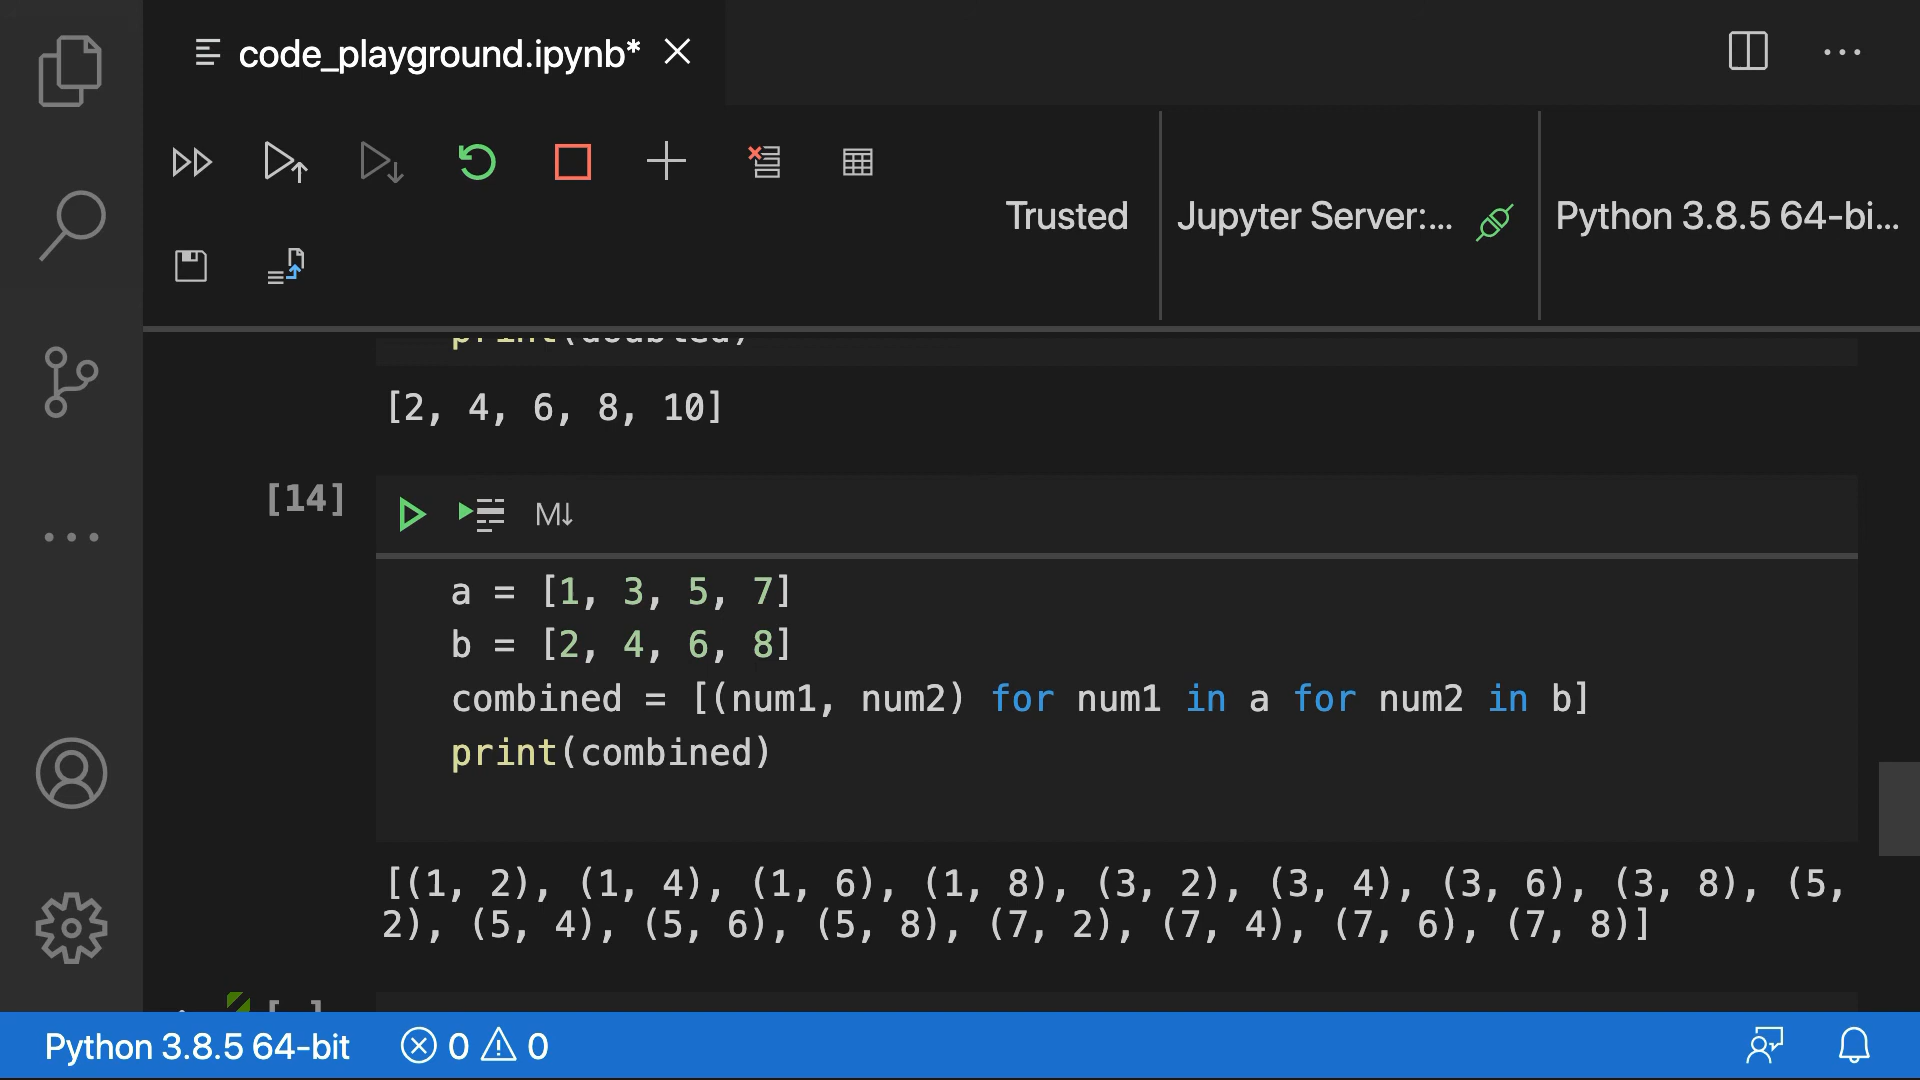 code_playground.ipynb*
Trusted
Jupyter Server:...
Python 3.8.5 64-bi...
print(doubled)
[2, 4, 6, 8, 10]
[14]
M↓
a = [1, 3, 5, 7]
b = [2, 4, 6, 8]
combined = [(num1, num2) for num1 in a for num2 in b]
print(combined)
[(1, 2), (1, 4), (1, 6), (1, 8), (3, 2), (3, 4), (3, 6), (3, 8), (5,
2), (5, 4), (5, 6), (5, 8), (7, 2), (7, 4), (7, 6), (7, 8)]
[ ]
Python 3.8.5 64-bit
0
0